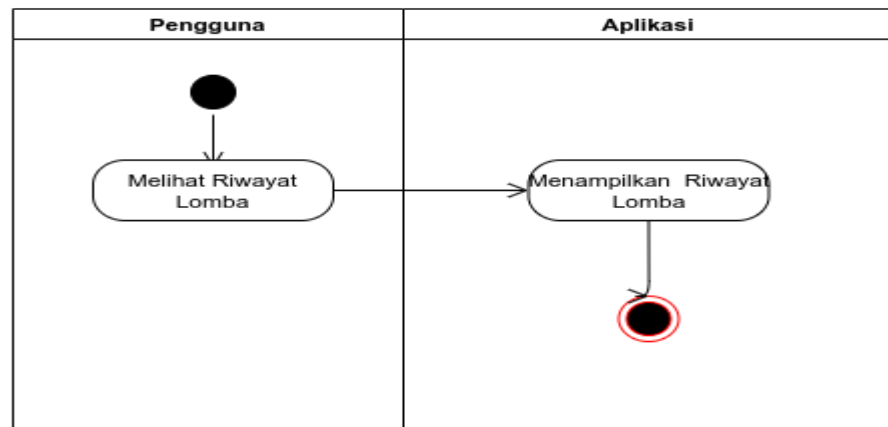 Pengguna
Aplikasi
Melihat Riwayat
Lomba
Menampilkan Riwayat
Lomba